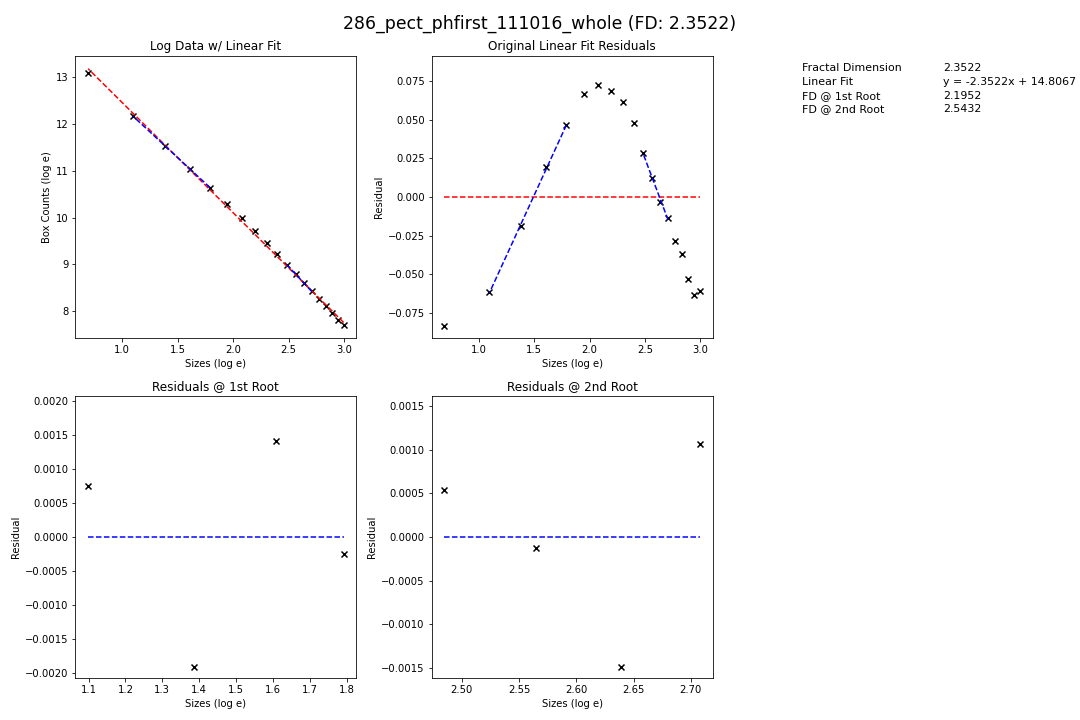 286_pect_phfirst_111016_whole (FD: 2.3522)
Log Data w/ Linear Fit
Box Counts (log e)
13
12
11
10
9
8
1.0 1.5 2.0 2.5 3.0
Sizes (log e)
Original Linear Fit Residuals
Residual
0.075
0.050
0.025
0.000
−0.025
−0.050
−0.075
1.0 1.5 2.0 2.5 3.0
Sizes (log e)
Fractal Dimension 2.3522
Linear Fit y = -2.3522x + 14.8067
FD @ 1st Root 2.1952
FD @ 2nd Root 2.5432
Residuals @ 1st Root
Residual
0.0020
0.0015
0.0010
0.0005
0.0000
−0.0005
−0.0010
−0.0015
−0.0020
1.1 1.2 1.3 1.4 1.5 1.6 1.7 1.8
Sizes (log e)
Residuals @ 2nd Root
Residual
0.0015
0.0010
0.0005
0.0000
−0.0005
−0.0010
−0.0015
2.50 2.55 2.60 2.65 2.70
Sizes (log e)